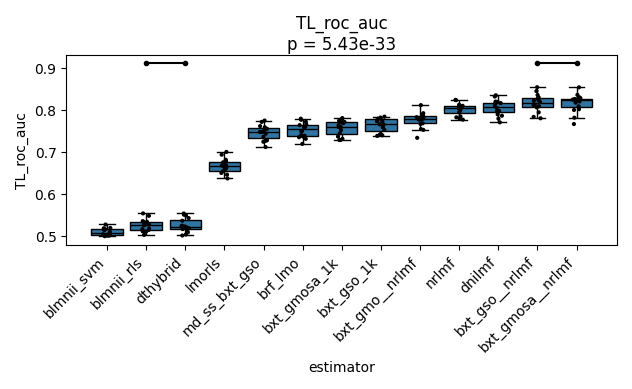 TL_roc_auc
p = 5.43e-33
TL_roc_auc
0.9
0.8
0.7
0.6
0.5
blmnii_svm
blmnii_rls
dthybrid
lmorls
md_ss_bxt_gso
brf_lmo
bxt_gmosa_1k
bxt_gso_1k
bxt_gmo__nrlmf
nrlmf
dnilmf
bxt_gso__nrlmf
bxt_gmosa__nrlmf
estimator